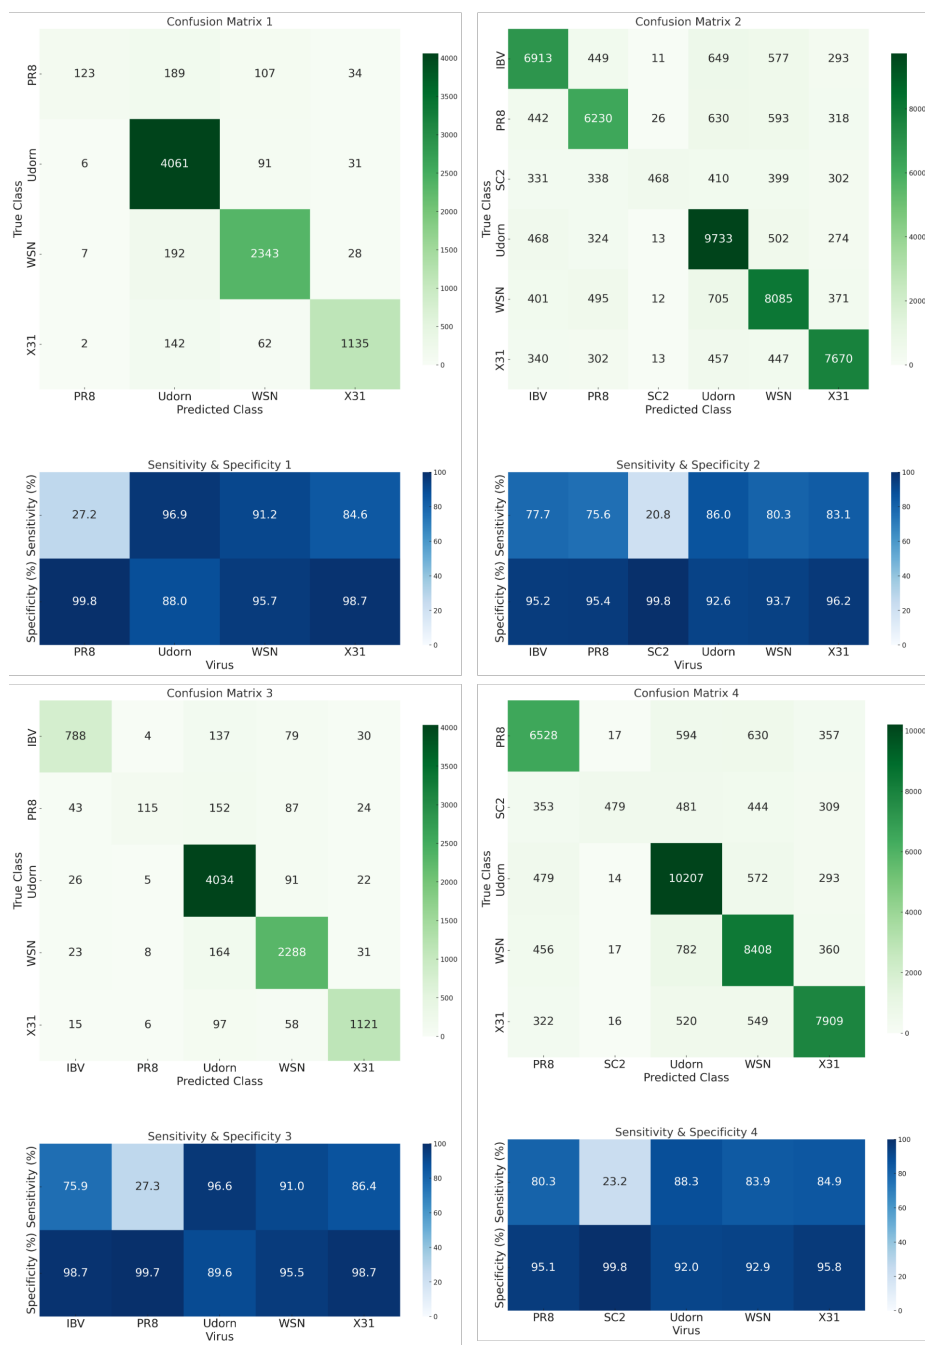 Confusion Matrix 1
PR8 123 189 107 34
Udorn 6 4061 91 31
WSN 7 192 2343 28
X31 2 142 62 1135
True Class
PR8 Udorn WSN X31
Predicted Class
4000
3500
3000
2500
2000
1500
1000
500
0
Sensitivity & Specificity 1
Sensitivity (%) 27.2 96.9 91.2 84.6
Specificity (%) 99.8 88.0 95.7 98.7
PR8 Udorn WSN X31
Virus
100
80
60
40
20
0
Confusion Matrix 2
IBV 6913 449 11 649 577 293
PR8 442 6230 26 630 593 318
SC2 331 338 468 410 399 302
Udorn 468 324 13 9733 502 274
WSN 401 495 12 705 8085 371
X31 340 302 13 457 447 7670
True Class
IBV PR8 SC2 Udorn WSN X31
Predicted Class
8000
6000
4000
2000
0
Sensitivity & Specificity 2
Sensitivity (%) 77.7 75.6 20.8 86.0 80.3 83.1
Specificity (%) 95.2 95.4 99.8 92.6 93.7 96.2
IBV PR8 SC2 Udorn WSN X31
Virus
100
80
60
40
20
0
Confusion Matrix 3
IBV 788 4 137 79 30
PR8 43 115 152 87 24
Udorn 26 5 4034 91 22
WSN 23 8 164 2288 31
X31 15 6 97 58 1121
True Class
IBV PR8 Udorn WSN X31
Predicted Class
4000
3500
3000
2500
2000
1500
1000
500
0
Sensitivity & Specificity 3
Sensitivity (%) 75.9 27.3 96.6 91.0 86.4
Specificity (%) 98.7 99.7 89.6 95.5 98.7
IBV PR8 Udorn WSN X31
Virus
100
80
60
40
20
0
Confusion Matrix 4
PR8 6528 17 594 630 357
SC2 353 479 481 444 309
Udorn 479 14 10207 572 293
WSN 456 17 782 8408 360
X31 322 16 520 549 7909
True Class
PR8 SC2 Udorn WSN X31
Predicted Class
10000
8000
6000
4000
2000
0
Sensitivity & Specificity 4
Sensitivity (%) 80.3 23.2 88.3 83.9 84.9
Specificity (%) 95.1 99.8 92.0 92.9 95.8
PR8 SC2 Udorn WSN X31
Virus
100
80
60
40
20
0